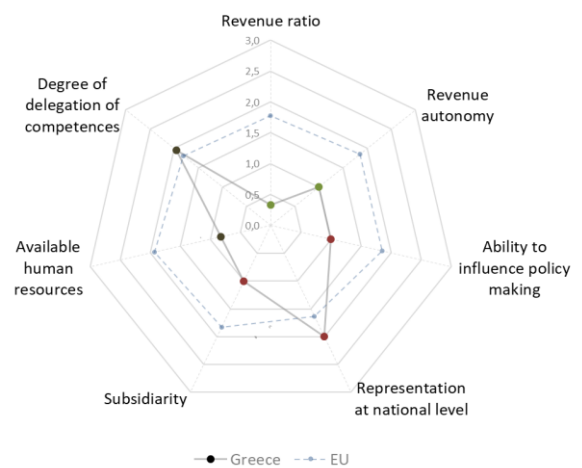 Revenue ratio
3,0
2,5
2,0
1,5
1,0
0,5
0,0
Revenue
autonomy
Ability to
influence policy
making
Representation
at national level
Subsidiarity
Available
human
resources
Degree of
delegation of
competences
Greece
EU